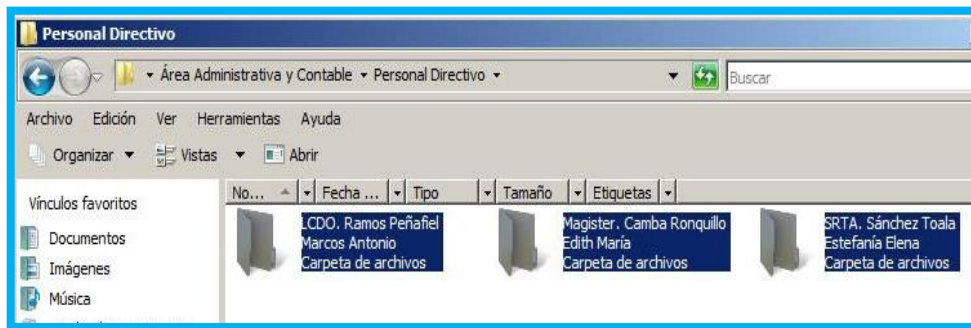 Personal Directivo
Área Administrativa y Contable Personal Directivo
Buscar
Archivo Edición Ver Herramientas Ayuda
Organizar Vistas Abrir
Vínculos favoritos
Documentos
Imágenes
Música
No... Fecha ... Tipo Tamaño Etiquetas
LCDO. Ramos Peñafiel
Marcos Antonio
Carpeta de archivos
Magister. Camba Ronquillo
Edith María
Carpeta de archivos
SRTA. Sánchez Toala
Estefanía Elena
Carpeta de archivos